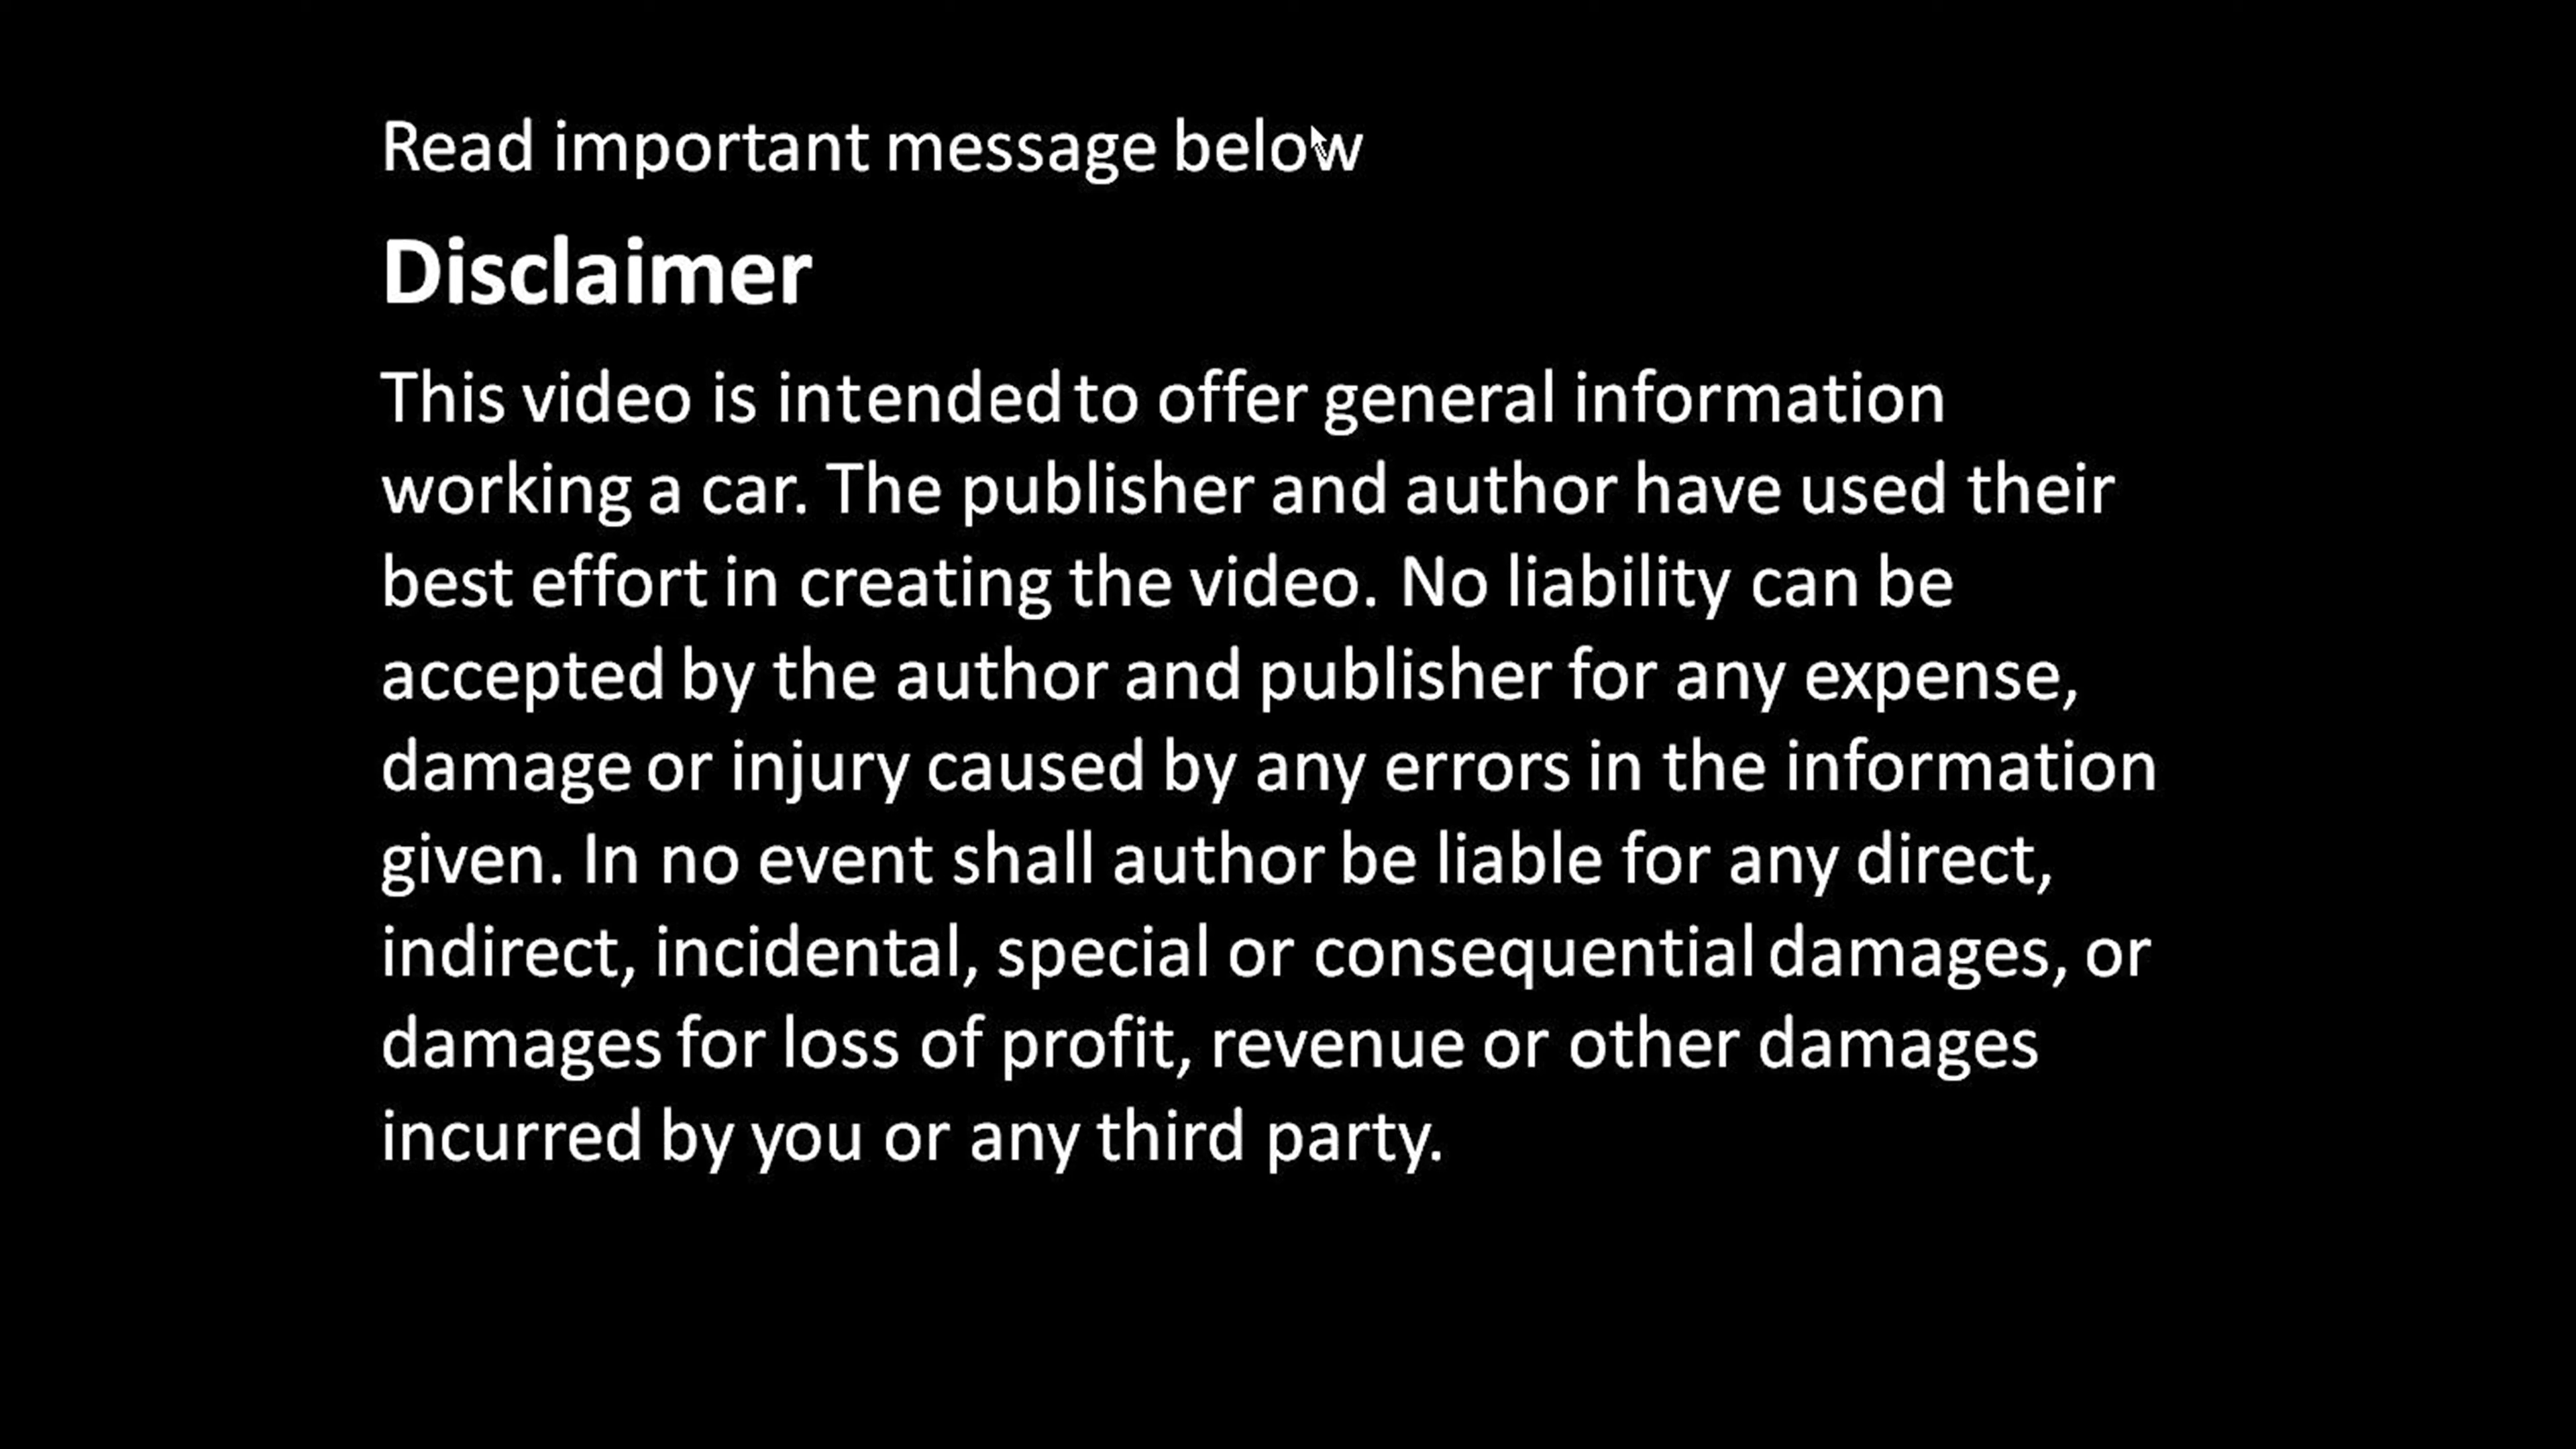 Read important message below
Disclaimer
This video is intended to offer general information
working a car. The publisher and author have used their
best effort in creating the video. No liability can be
accepted by the author and publisher for any expense,
damage or injury caused by any errors in the information
given. In no event shall author be liable for any direct,
indirect, incidental, special or consequential damages, or
damages for loss of profit, revenue or other damages
incurred by you or any third party.